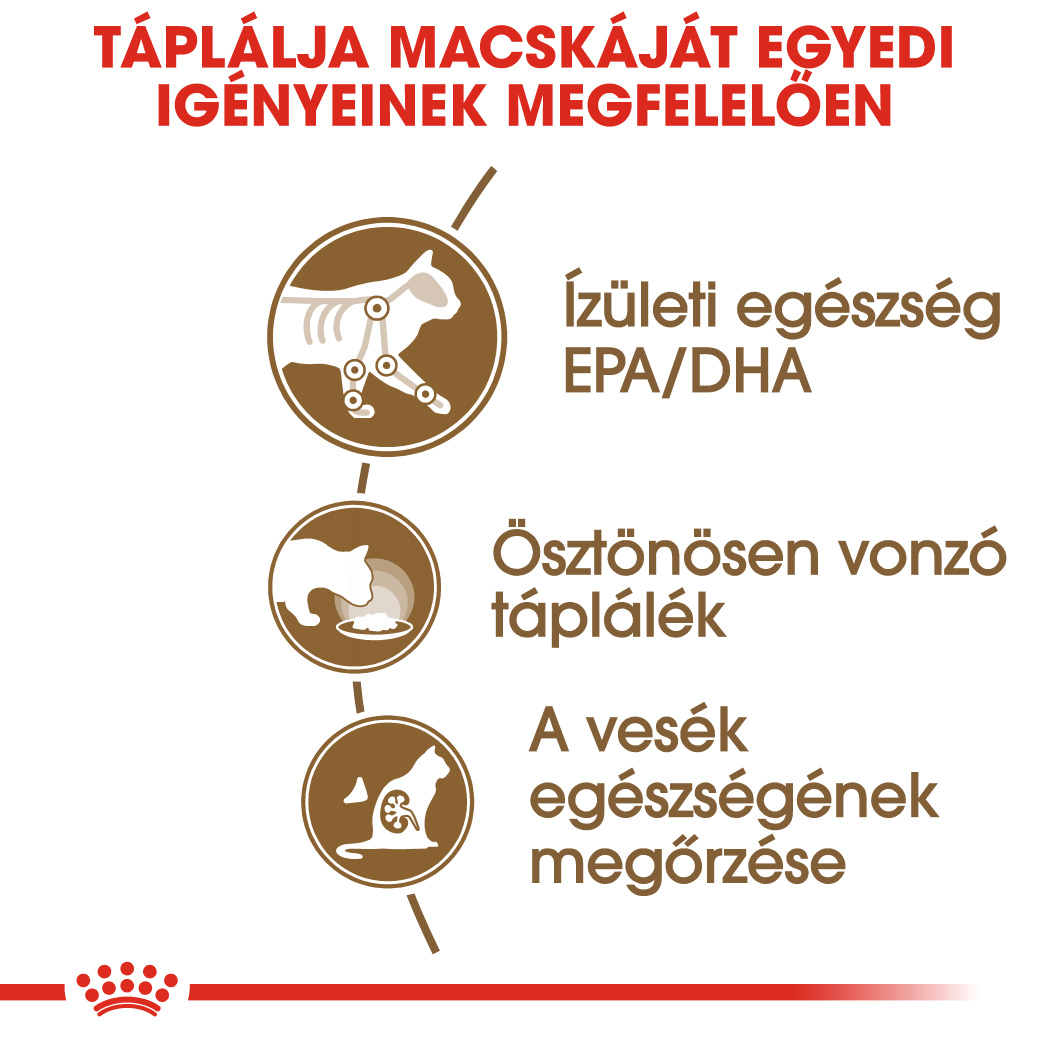 TÁPLÁLJA MACSKÁJÁT EGYEDI
IGÉNYEINEK MEGFELELŐEN
Ízületi egészség
EPA/DHA
Ösztönösen vonzó
táplálék
A vesék
egészségének
megőrzése